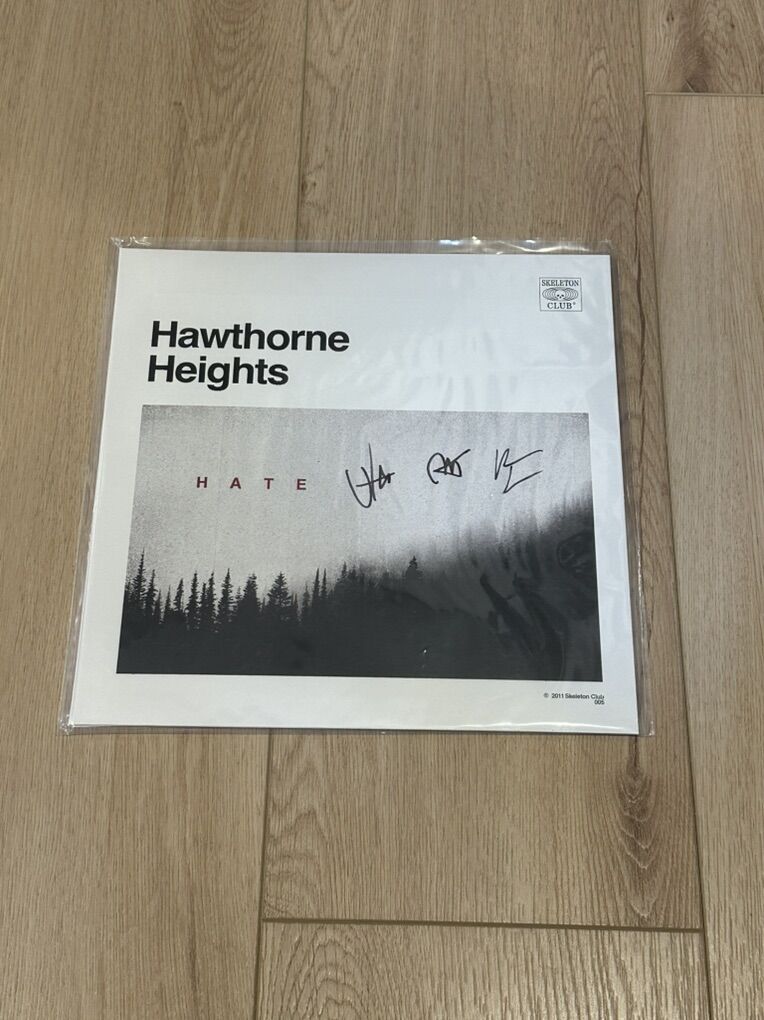 SKELETON
CLUB®
Hawthorne
Heights
HATE
© 2011 Skeleton Club
005